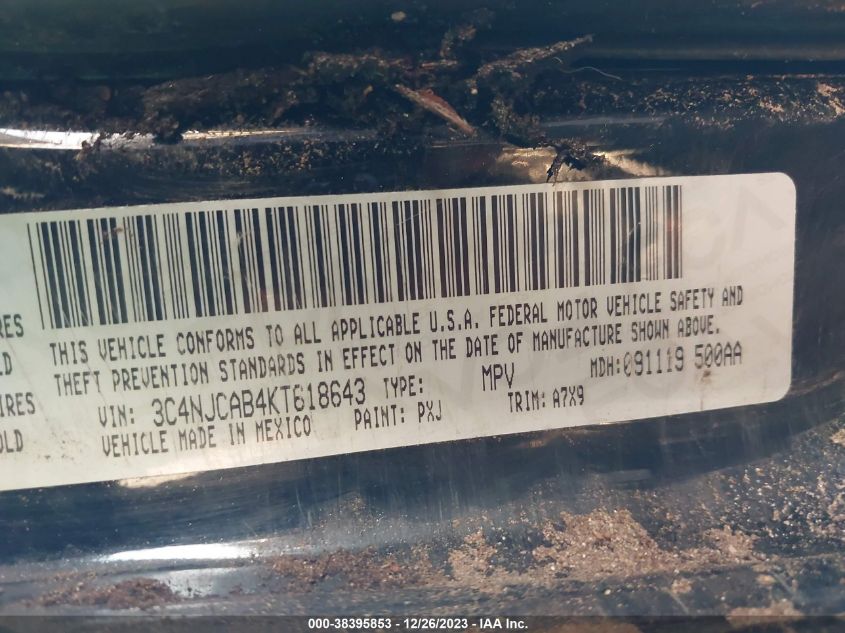 THIS VEHICLE CONFORMS TO ALL APPLICABLE U.S.A. FEDERAL MOTOR VEHICLE SAFETY AND
THEFT PREVENTION STANDARDS IN EFFECT ON THE DATE OF MANUFACTURE SHOWN ABOVE.
VIN: 3C4NJCAB4KT618643 TYPE: MPV MDH:091119 500AA
VEHICLE MADE IN MEXICO PAINT: PXJ TRIM: A7X9
RES
LD
IRES
OLD
000-38395853 - 12/26/2023 - IAA Inc.